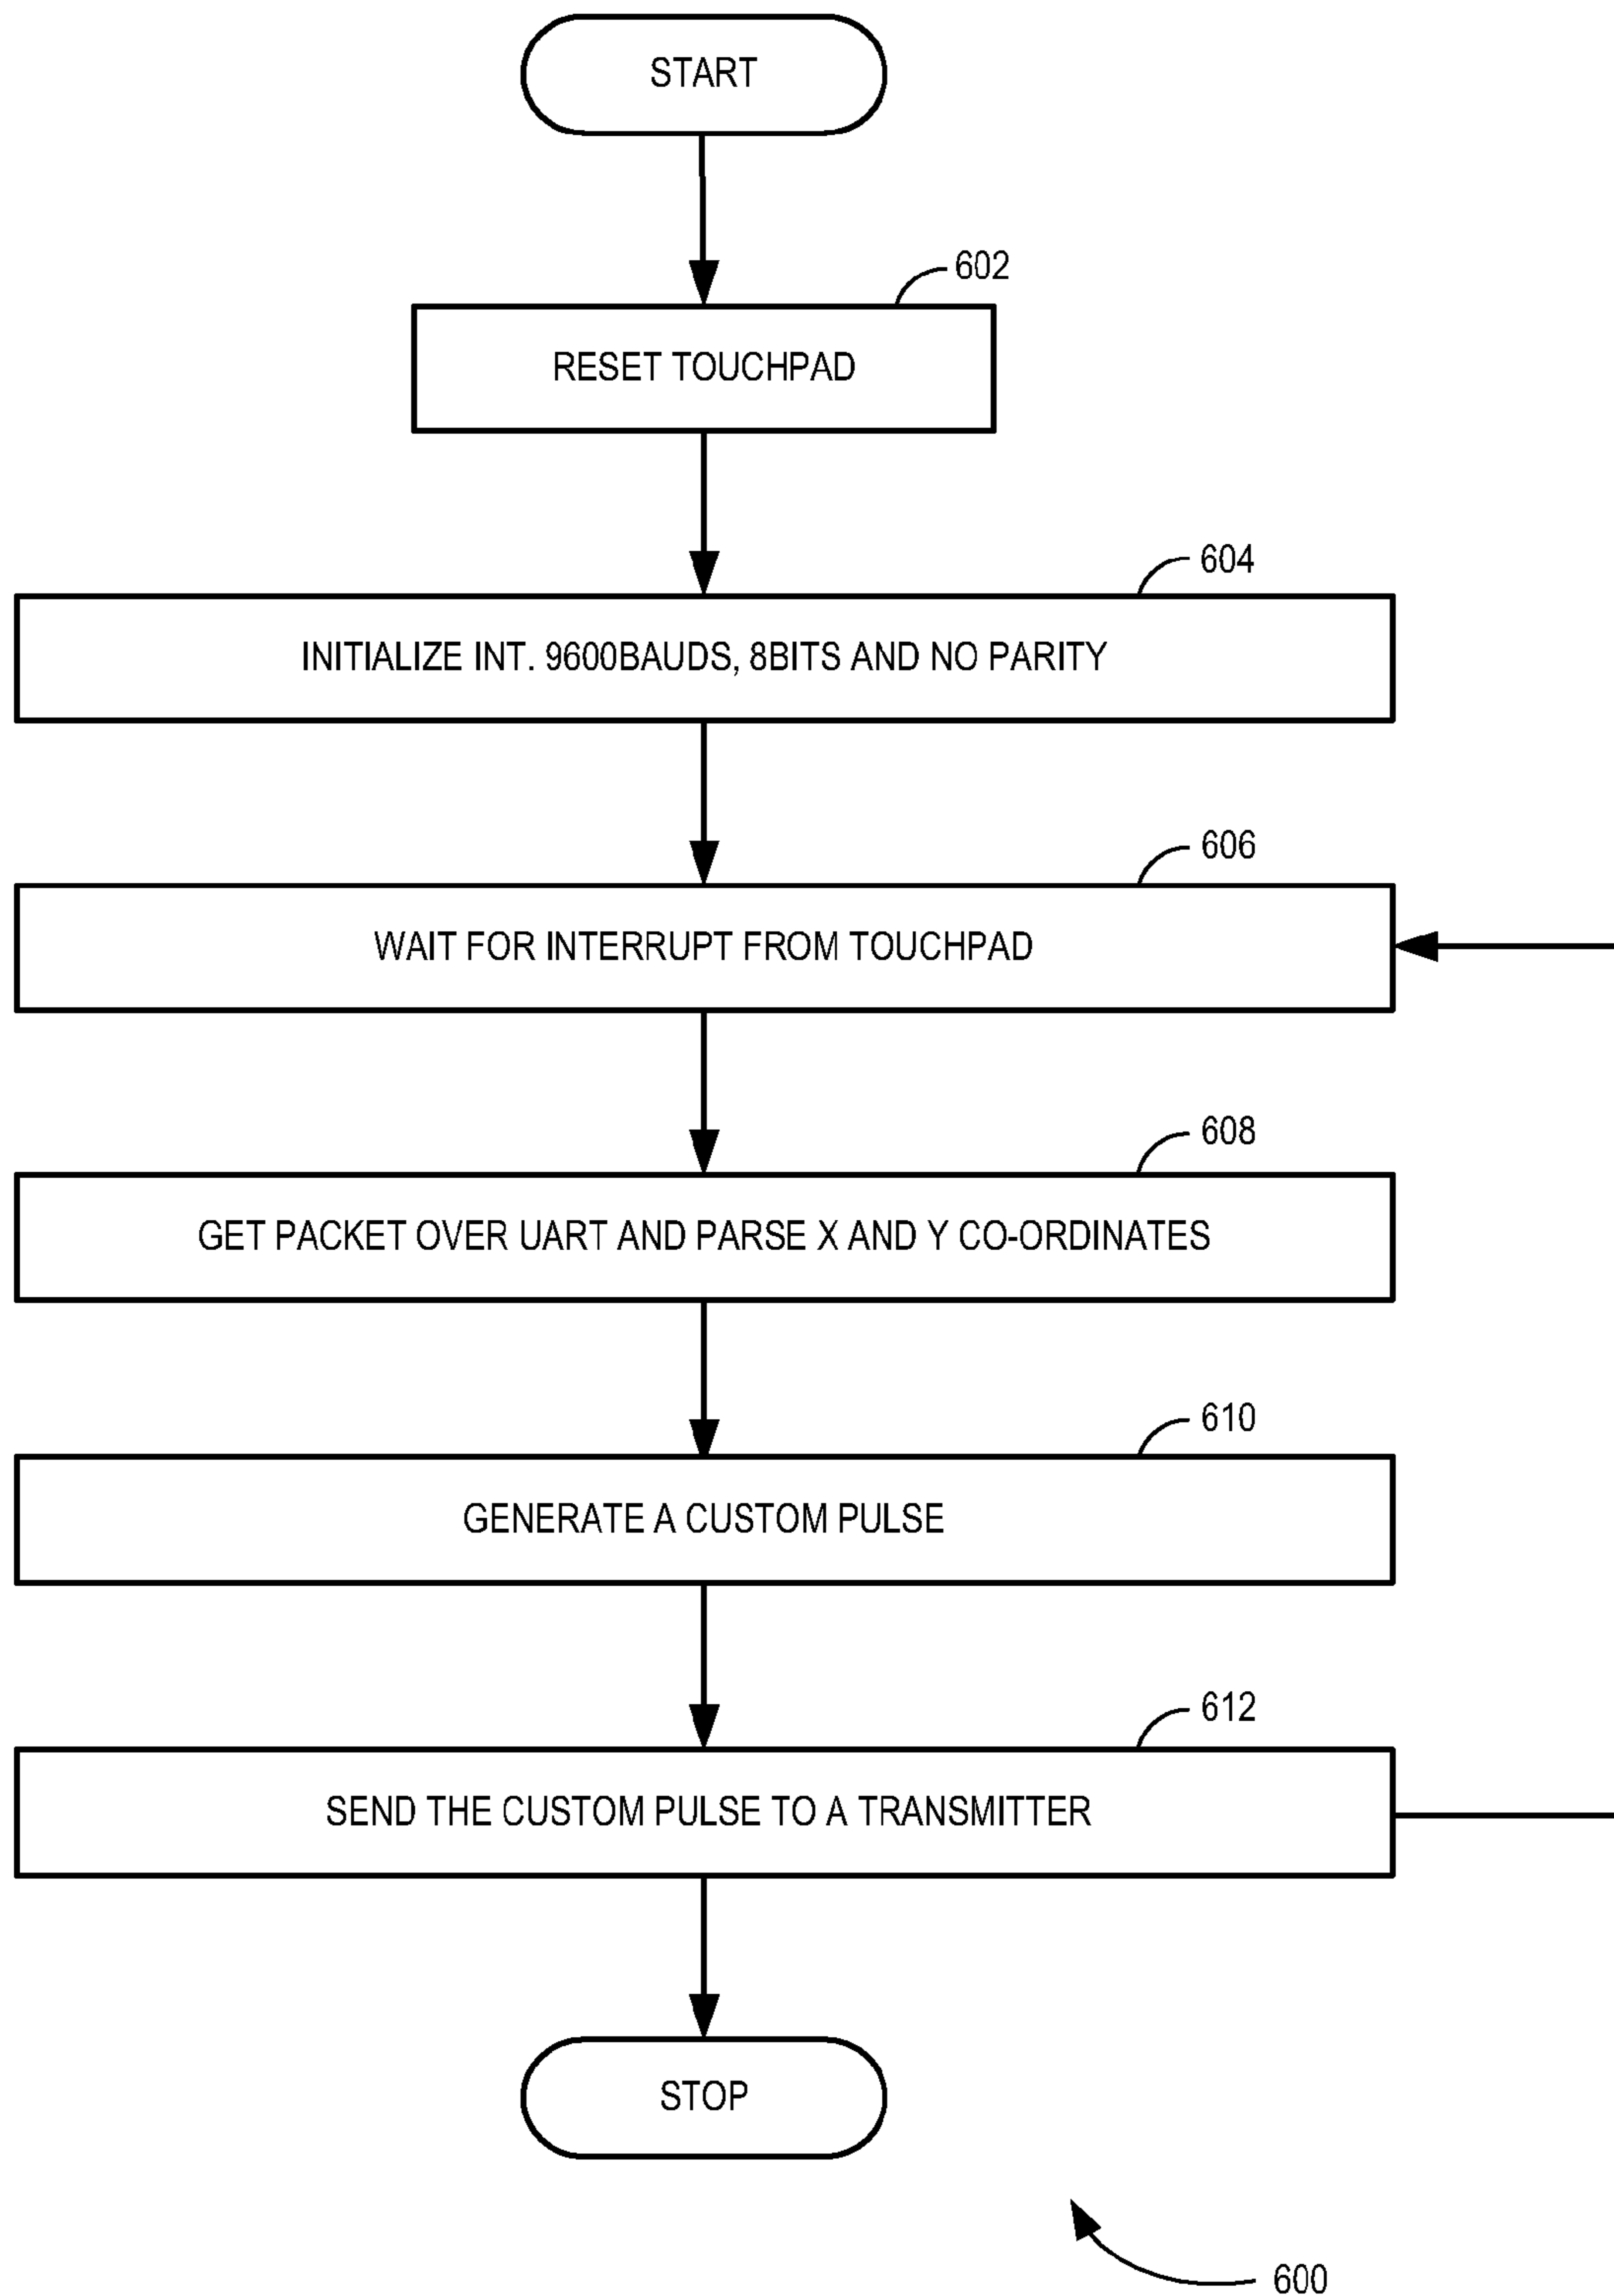 START
602
RESET TOUCHPAD
604
INITIALIZE INT. 9600BAUDS, 8BITS AND NO PARITY
606
WAIT FOR INTERRUPT FROM TOUCHPAD
608
GET PACKET OVER UART AND PARSE X AND Y CO-ORDINATES
610
GENERATE A CUSTOM PULSE
612
SEND THE CUSTOM PULSE TO A TRANSMITTER
STOP
600